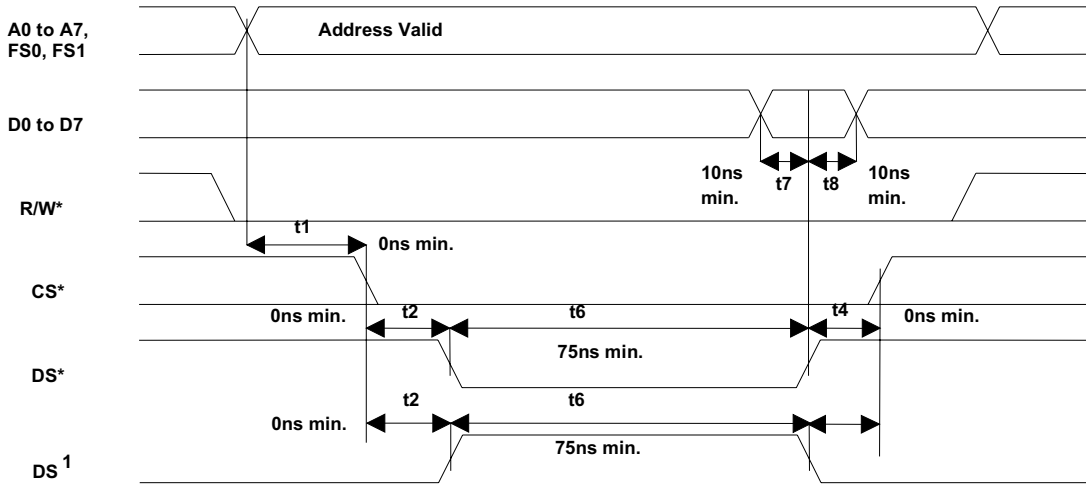 A0 to A7,
FS0, FS1
Address Valid
D0 to D7
10ns
min.
t7
t8
10ns
min.
R/W*
t1
0ns min.
CS*
0ns min.
t2
t6
t4
0ns min.
75ns min.
DS*
t2
t6
0ns min.
75ns min.
DS 1